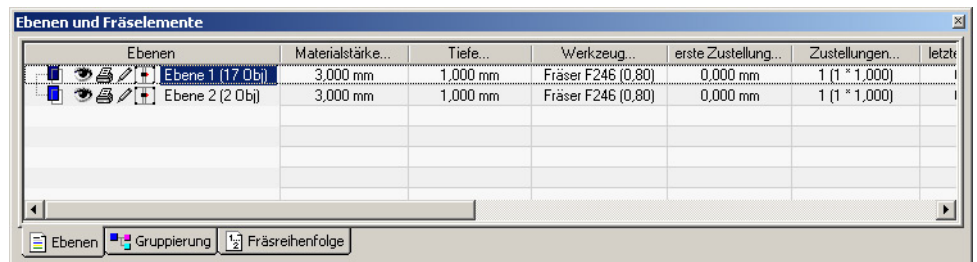 Ebenen und Fräselemente
Ebenen Materialstärke... Tiefe... Werkzeug... erste Zustellung... Zustellungen... letzte
Ebene 1 (17 Obj) 3,000 mm 1,000 mm Fräser F246 (0,80) 0,000 mm 1 (1 * 1,000)
Ebene 2 (2 Obj) 3,000 mm 1,000 mm Fräser F246 (0,80) 0,000 mm 1 (1 * 1,000)
Ebenen Gruppierung Fräsreihenfolge